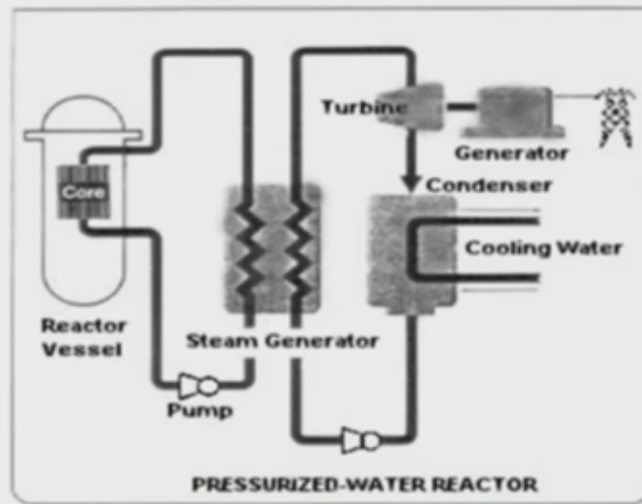 Turbine
Generator
Core
Condenser
Cooling Water
Reactor
Vessel
Steam Generator
Pump
PRESSURIZED-WATER REACTOR